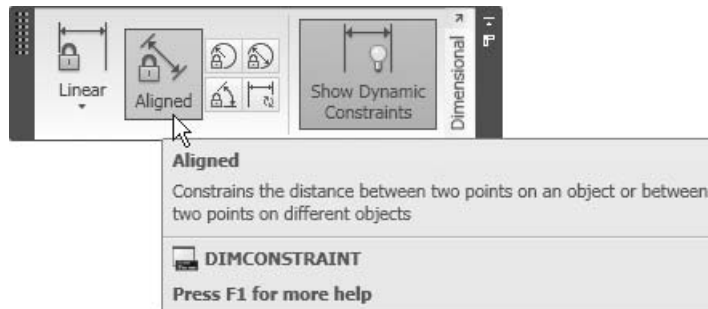 Linear
Aligned
Show Dynamic
Constraints
Dimensional
Aligned
Constrains the distance between two points on an object or between
two points on different objects
DIMCONSTRAINT
Press F1 for more help